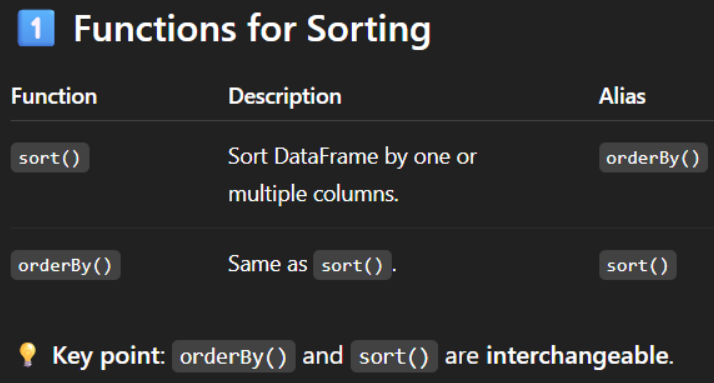 1️⃣ Functions for Sorting
Function Description Alias
sort() Sort DataFrame by one or orderBy()
multiple columns.
orderBy() Same as sort(). sort()
💡 Key point: orderBy() and sort() are interchangeable.